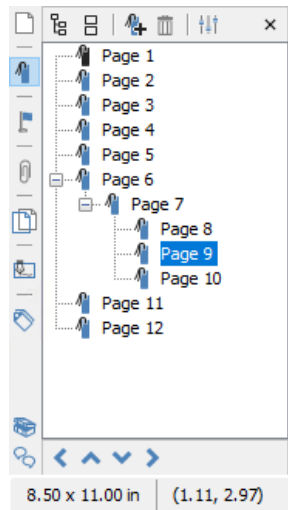 Page 1
Page 2
Page 3
Page 4
Page 5
Page 6
Page 7
Page 8
Page 9
Page 10
Page 11
Page 12
8.50 x 11.00 in (1.11, 2.97)